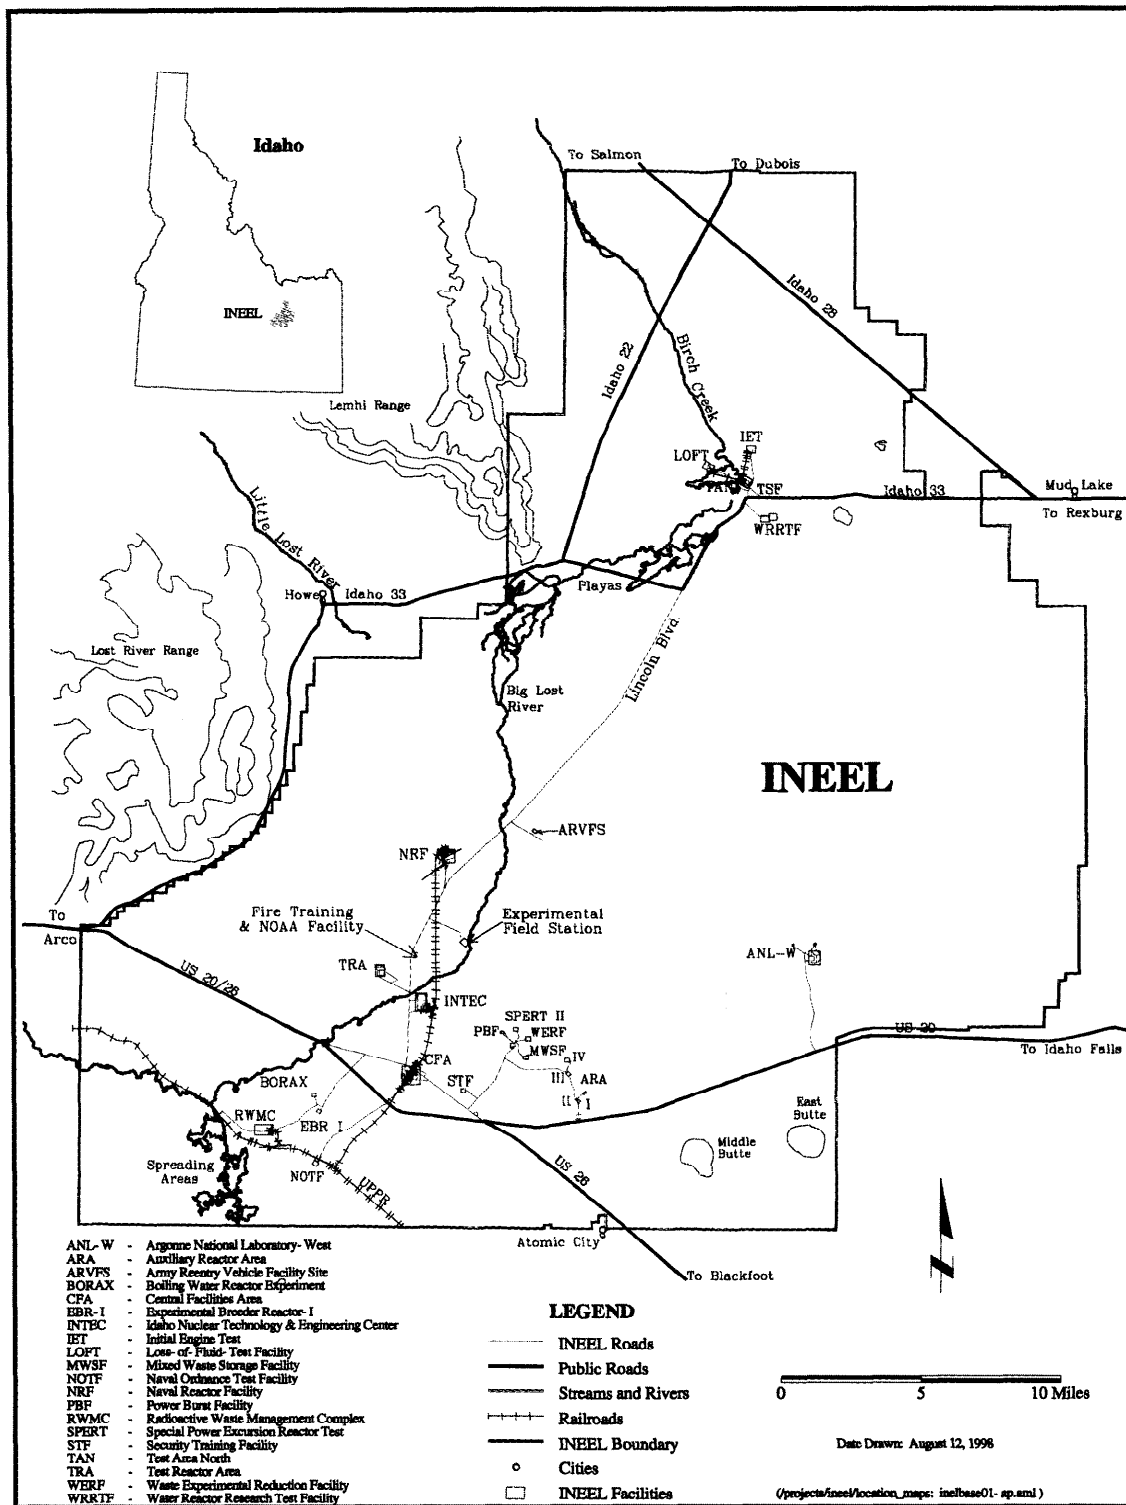 Idaho
To Salmon
To Dubois
INEEL
Idaho 28
Idaho 22
Birch Creek
Lemhi Range
IET
LOFT
TAN
TSF
Idaho 33
Mud Lake
To Rexburg
WRRTF
Little Lost River
Howe
Idaho 33
Playas
Lost River Range
Lincoln Blvd.
Big Lost
River
INEEL
ARVFS
NRF
To
Arco
Fire Training
& NOAA Facility
Experimental
Field Station
TRA
ANL-W
US 20/26
INTEC
SPERT II
PBF
WERF
MWSF
IV
III
US 20
To Idaho Falls
CFA
BORAX
STF
ARA
II
I
RWMC
EBR I
East
Butte
Middle
Butte
Spreading
Areas
NOTF
UPPR
US 26
Atomic City
To Blackfoot
N
ANL-W - Argonne National Laboratory-West
ARA - Auxiliary Reactor Area
ARVFS - Army Reentry Vehicle Facility Site
BORAX - Boiling Water Reactor Experiment
CFA - Central Facilities Area
EBR-I - Experimental Breeder Reactor-I
INTEC - Idaho Nuclear Technology & Engineering Center
IET - Initial Engine Test
LOFT - Loss-of-Fluid-Test Facility
MWSF - Mixed Waste Storage Facility
NOTF - Naval Ordnance Test Facility
NRF - Naval Reactor Facility
PBF - Power Burst Facility
RWMC - Radioactive Waste Management Complex
SPERT - Special Power Excursion Reactor Test
STF - Security Training Facility
TAN - Test Area North
TRA - Test Reactor Area
WERF - Waste Experimental Reduction Facility
WRRTF - Water Reactor Research Test Facility
LEGEND
INEEL Roads
Public Roads
Streams and Rivers
Railroads
INEEL Boundary
Cities
INEEL Facilities
0 5 10 Miles
Date Drawn: August 12, 1998
(/projects/ineel/location_maps: inelbase01-ap.aml)